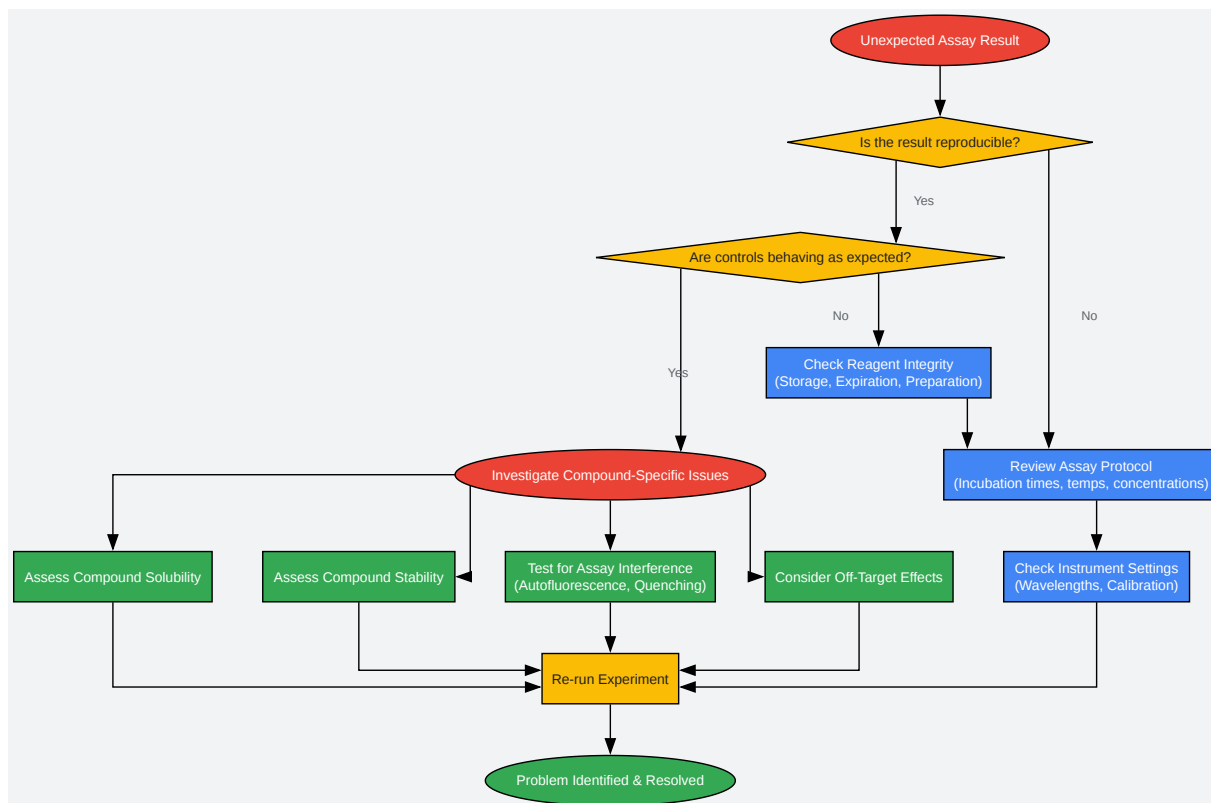 Unexpected Assay Result
Is the result reproducible?
Yes
Are controls behaving as expected?
No
No
Check Reagent Integrity
(Storage, Expiration, Preparation)
Yes
Review Assay Protocol
(Incubation times, temps, concentrations)
Investigate Compound-Specific Issues
Assess Compound Solubility
Assess Compound Stability
Test for Assay Interference
(Autofluorescence, Quenching)
Consider Off-Target Effects
Check Instrument Settings
(Wavelengths, Calibration)
Re-run Experiment
Problem Identified & Resolved